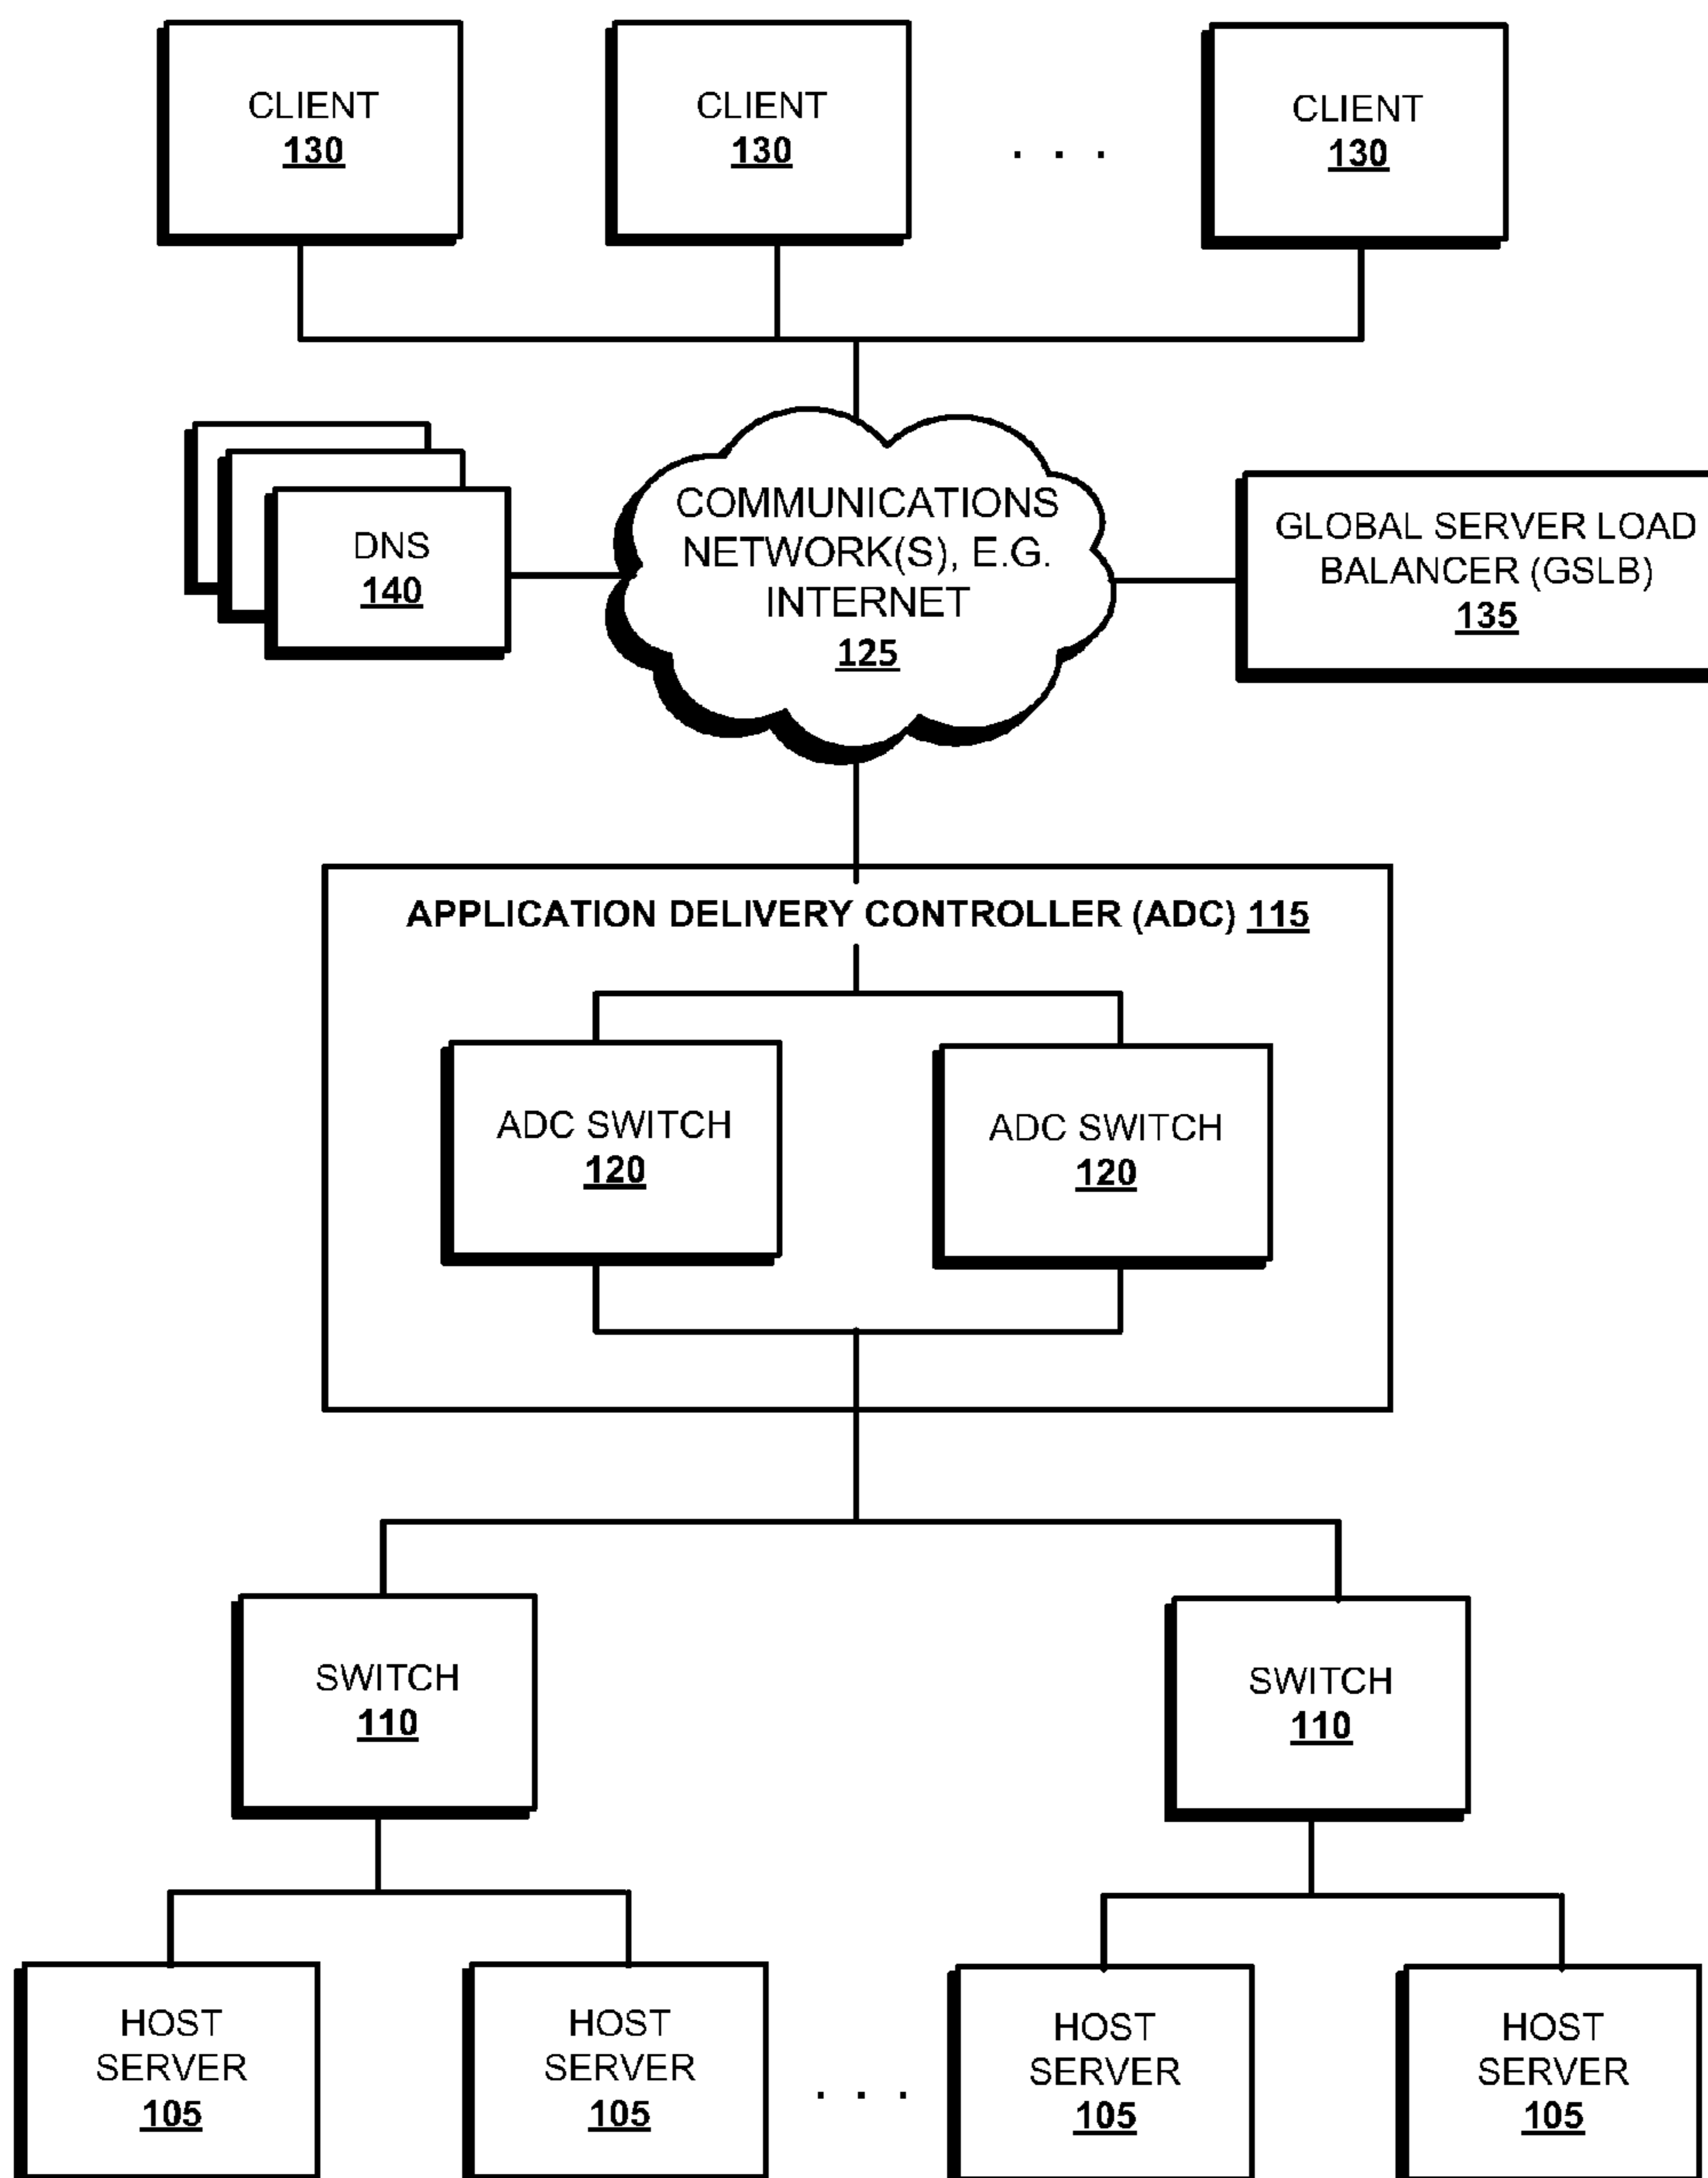 CLIENT
130
CLIENT
130
. . .
CLIENT
130
DNS
140
COMMUNICATIONS
NETWORK(S), E.G.
INTERNET
125
GLOBAL SERVER LOAD
BALANCER (GSLB)
135
APPLICATION DELIVERY CONTROLLER (ADC) 115
ADC SWITCH
120
ADC SWITCH
120
SWITCH
110
SWITCH
110
HOST
SERVER
105
HOST
SERVER
105
. . .
HOST
SERVER
105
HOST
SERVER
105